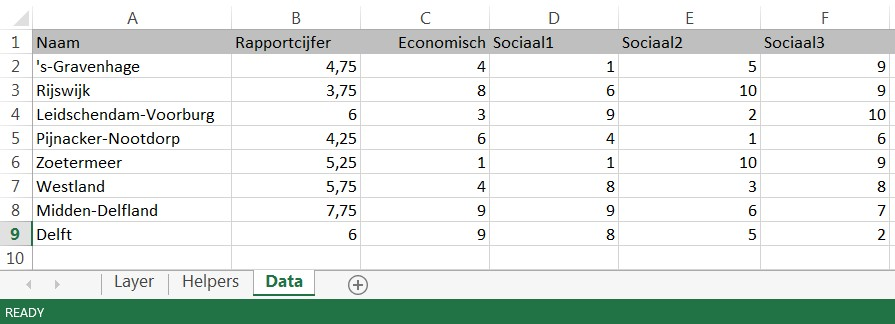 A B C D E F
1 Naam Rapportcijfer Economisch Sociaal1 Sociaal2 Sociaal3
2 's-Gravenhage 4,75 4 1 5 9
3 Rijswijk 3,75 8 6 10 9
4 Leidschendam-Voorburg 6 3 9 2 10
5 Pijnacker-Nootdorp 4,25 6 4 1 6
6 Zoetermeer 5,25 1 1 10 9
7 Westland 5,75 4 8 3 8
8 Midden-Delfland 7,75 9 9 6 7
9 Delft 6 9 8 5 2
10
Layer Helpers Data
READY